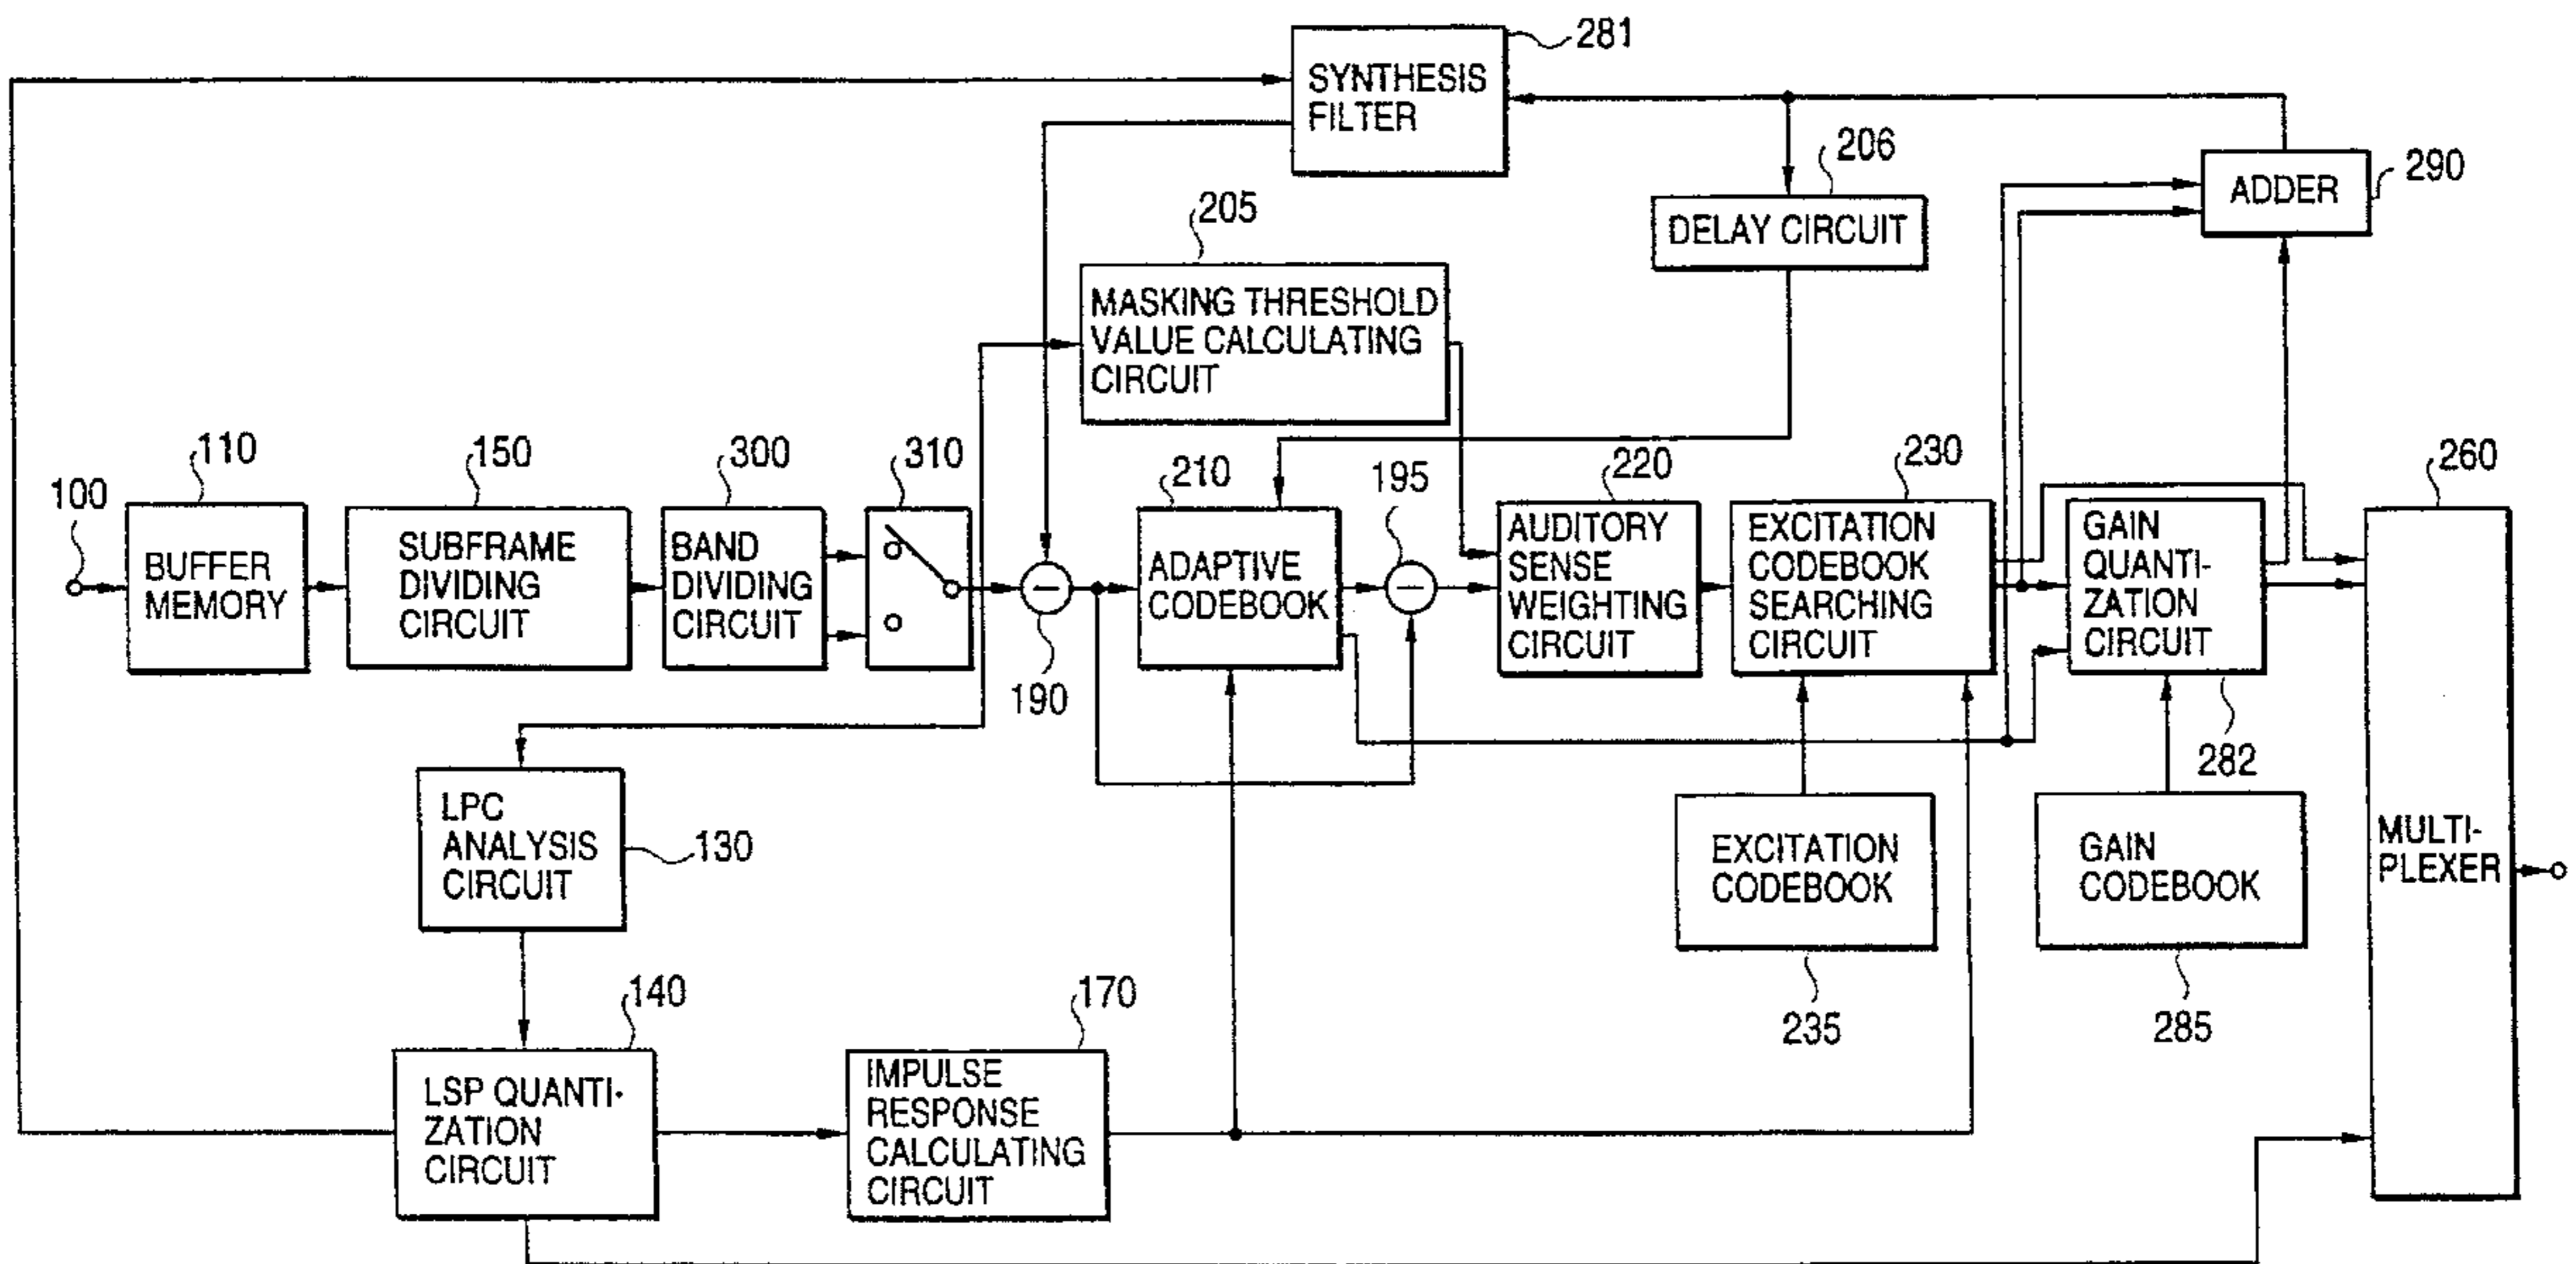 281
SYNTHESIS
FILTER
206
DELAY CIRCUIT
ADDER
290
205
MASKING THRESHOLD
VALUE CALCULATING
CIRCUIT
100
110
BUFFER
MEMORY
150
SUBFRAME
DIVIDING
CIRCUIT
300
BAND
DIVIDING
CIRCUIT
310
190
210
ADAPTIVE
CODEBOOK
195
220
AUDITORY
SENSE
WEIGHTING
CIRCUIT
230
EXCITATION
CODEBOOK
SEARCHING
CIRCUIT
GAIN
QUANTI-
ZATION
CIRCUIT
282
260
MULTI-
PLEXER
LPC
ANALYSIS
CIRCUIT
130
EXCITATION
CODEBOOK
235
GAIN
CODEBOOK
285
140
LSP QUANTI-
ZATION
CIRCUIT
170
IMPULSE
RESPONSE
CALCULATING
CIRCUIT